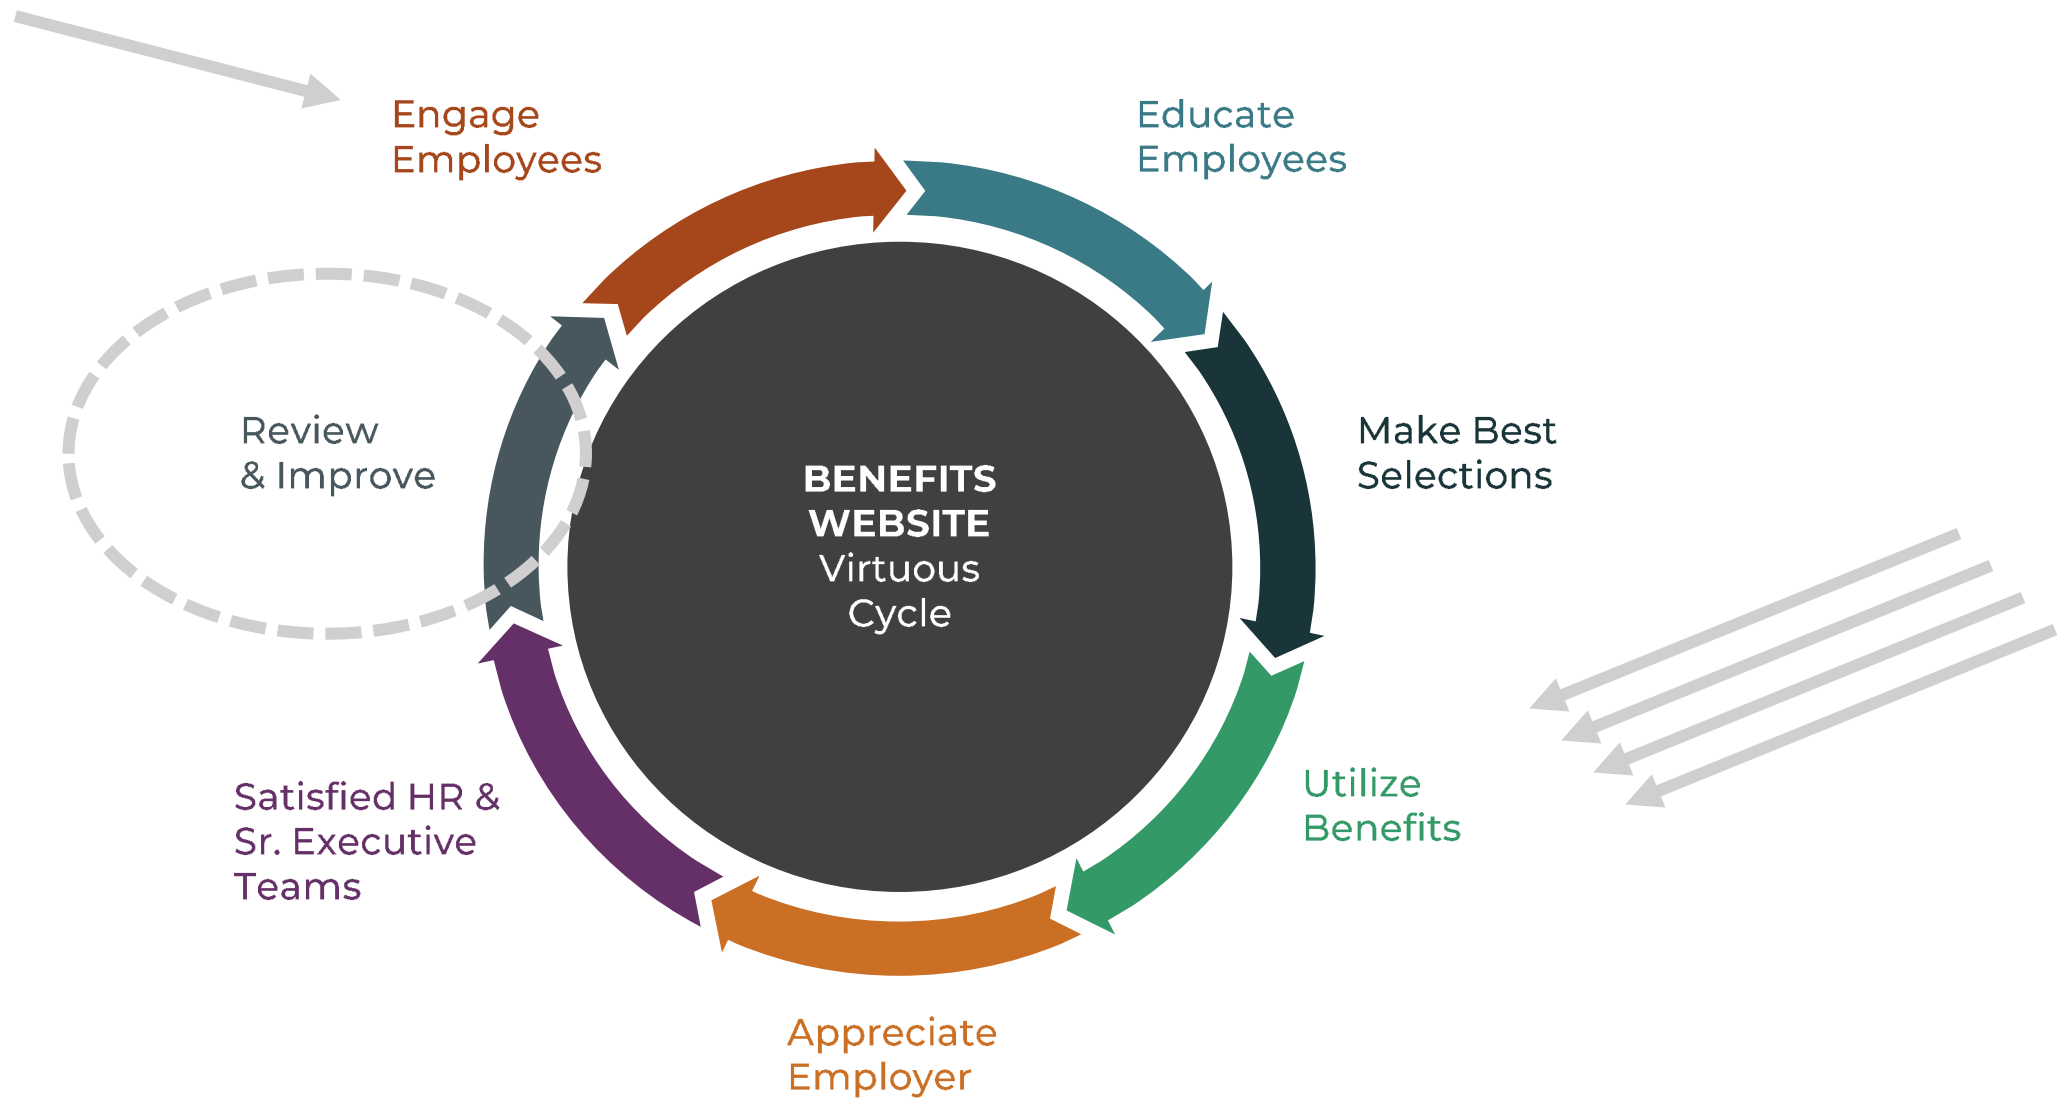 Engage
Employees
Educate
Employees
Make Best
Selections
Utilize
Benefits
Appreciate
Employer
Satisfied HR &
Sr. Executive
Teams
Review
& Improve
BENEFITS
WEBSITE
Virtuous
Cycle